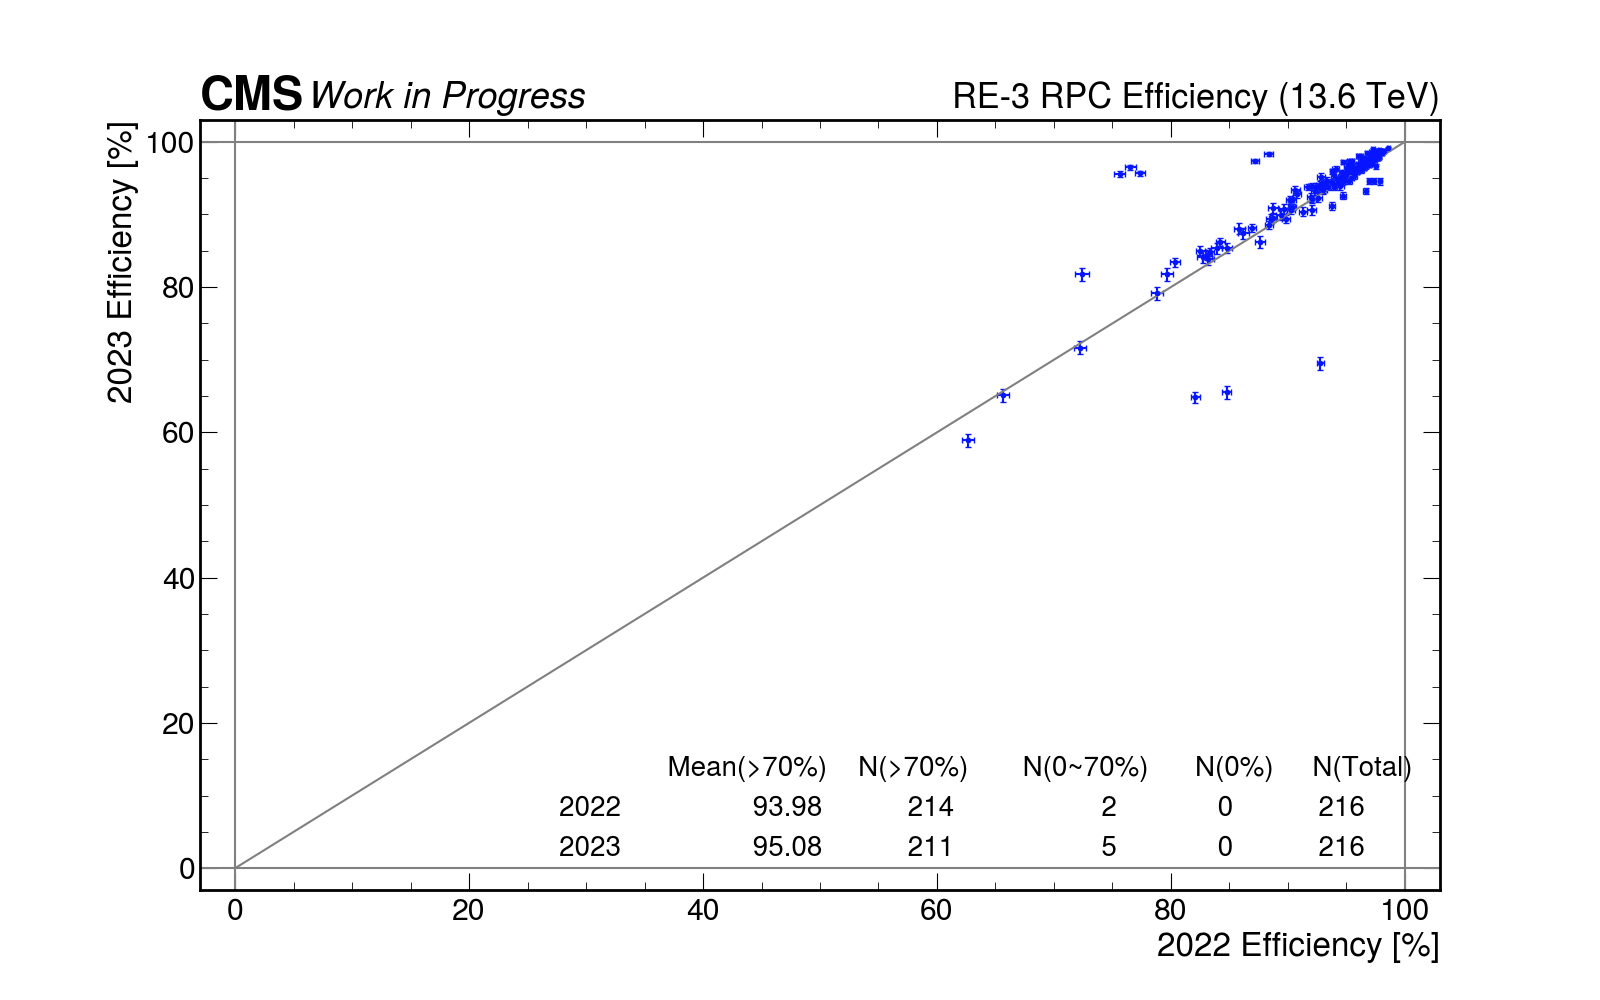 CMS Work in Progress RE-3 RPC Efficiency (13.6 TeV)
2023 Efficiency [%]
100
80
60
40
20
0
Mean(>70%) N(>70%) N(0~70%) N(0%) N(Total)
2022 93.98 214 2 0 216
2023 95.08 211 5 0 216
0 20 40 60 80 100
2022 Efficiency [%]